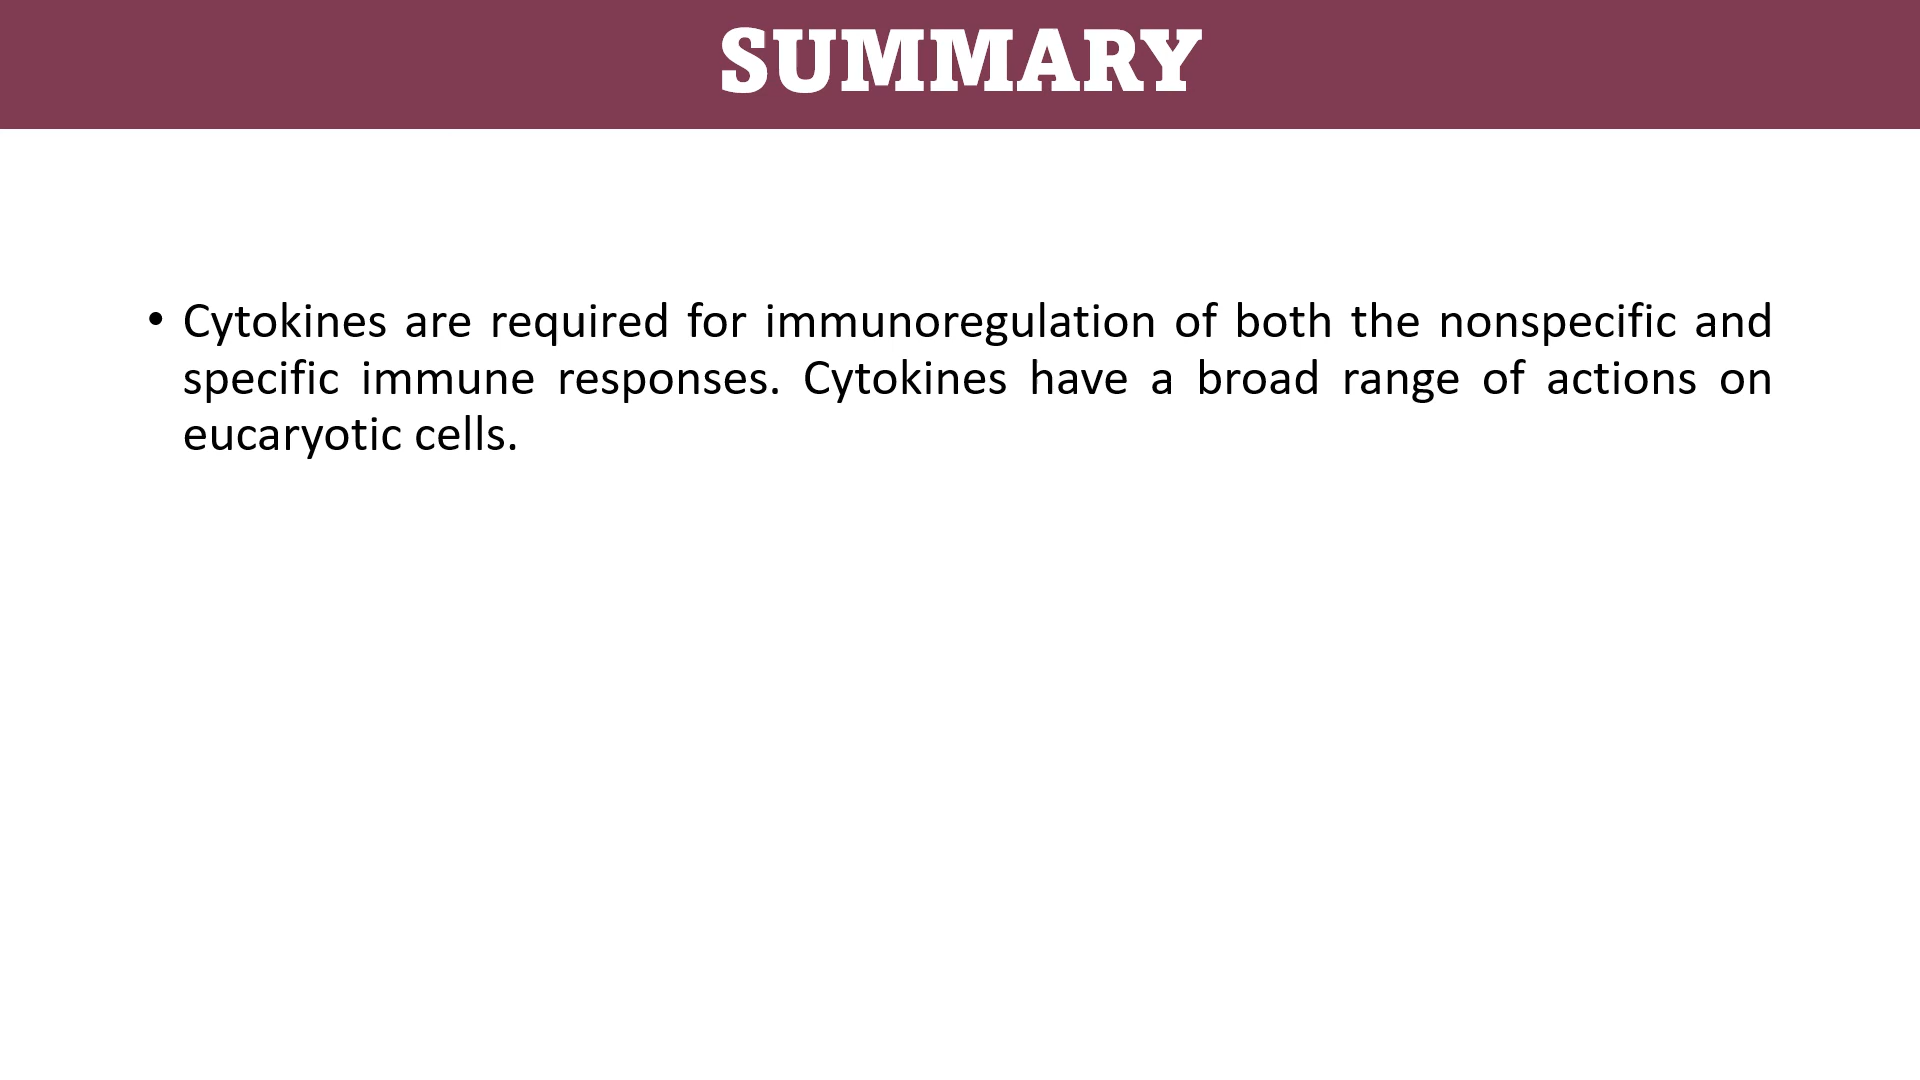 SUMMARY
• Cytokines are required for immunoregulation of both the nonspecific and
specific immune responses. Cytokines have a broad range of actions on
eucaryotic cells.